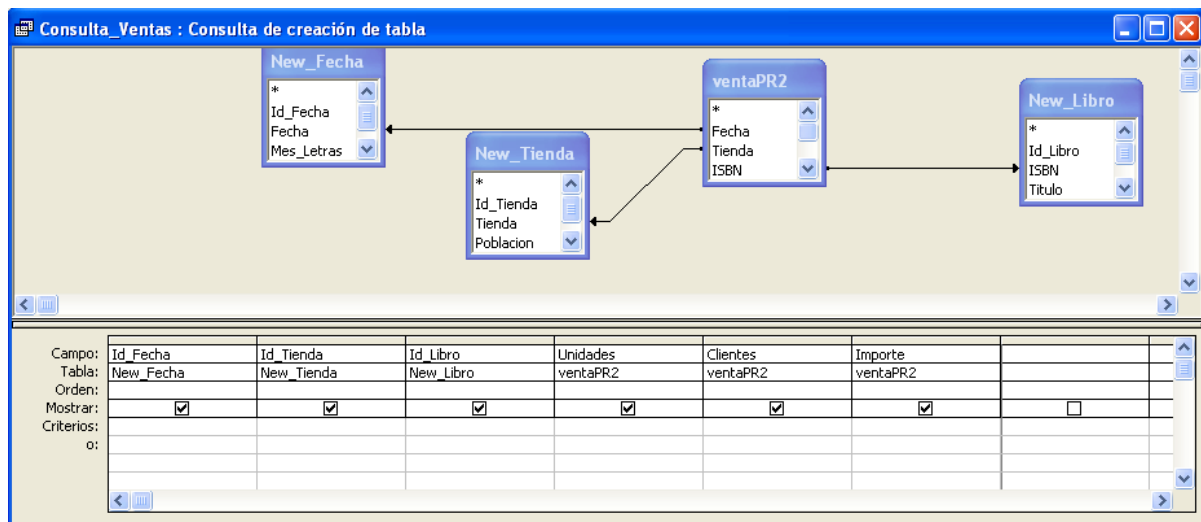 Consulta_Ventas : Consulta de creación de tabla
New_Fecha
*
Id_Fecha
Fecha
Mes_Letras
New_Tienda
*
Id_Tienda
Tienda
Poblacion
ventaPR2
*
Fecha
Tienda
ISBN
New_Libro
*
Id_Libro
ISBN
Titulo
Campo: Id_Fecha Id_Tienda Id_Libro Unidades Clientes Importe
Tabla: New_Fecha New_Tienda New_Libro ventaPR2 ventaPR2 ventaPR2
Orden:
Mostrar:
Criterios:
o: